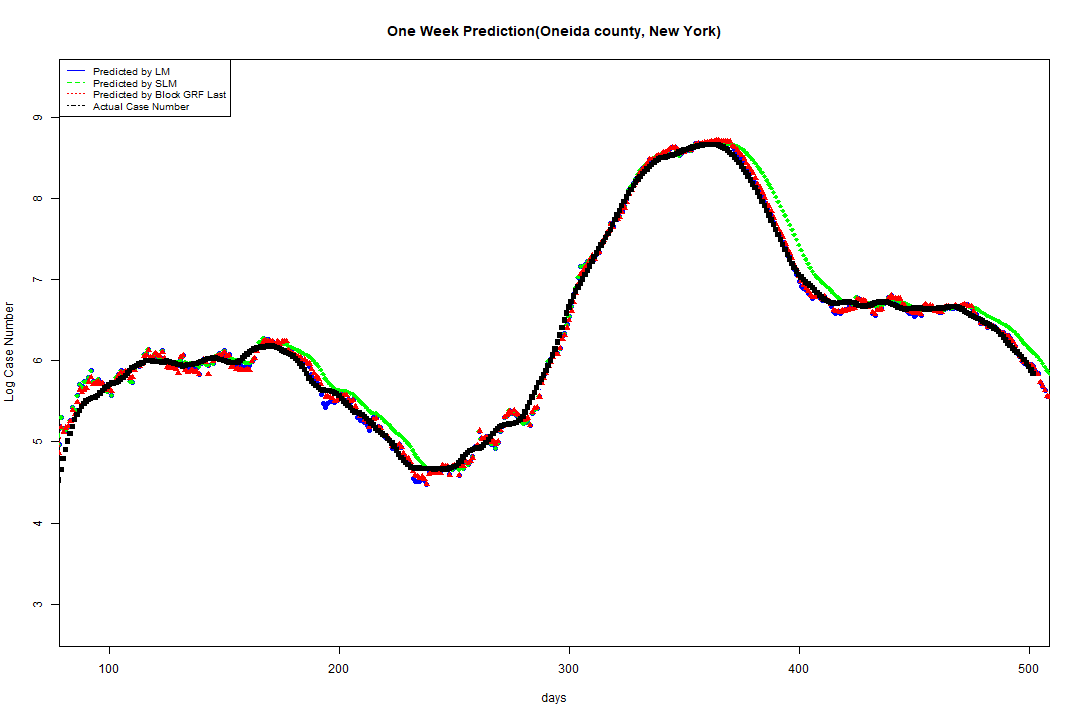 One Week Prediction(Oneida county, New York)
Predicted by LM
Predicted by SLM
Predicted by Block GRF Last
Actual Case Number
9
8
7
6
5
4
3
Log Case Number
100 200 300 400 500
days